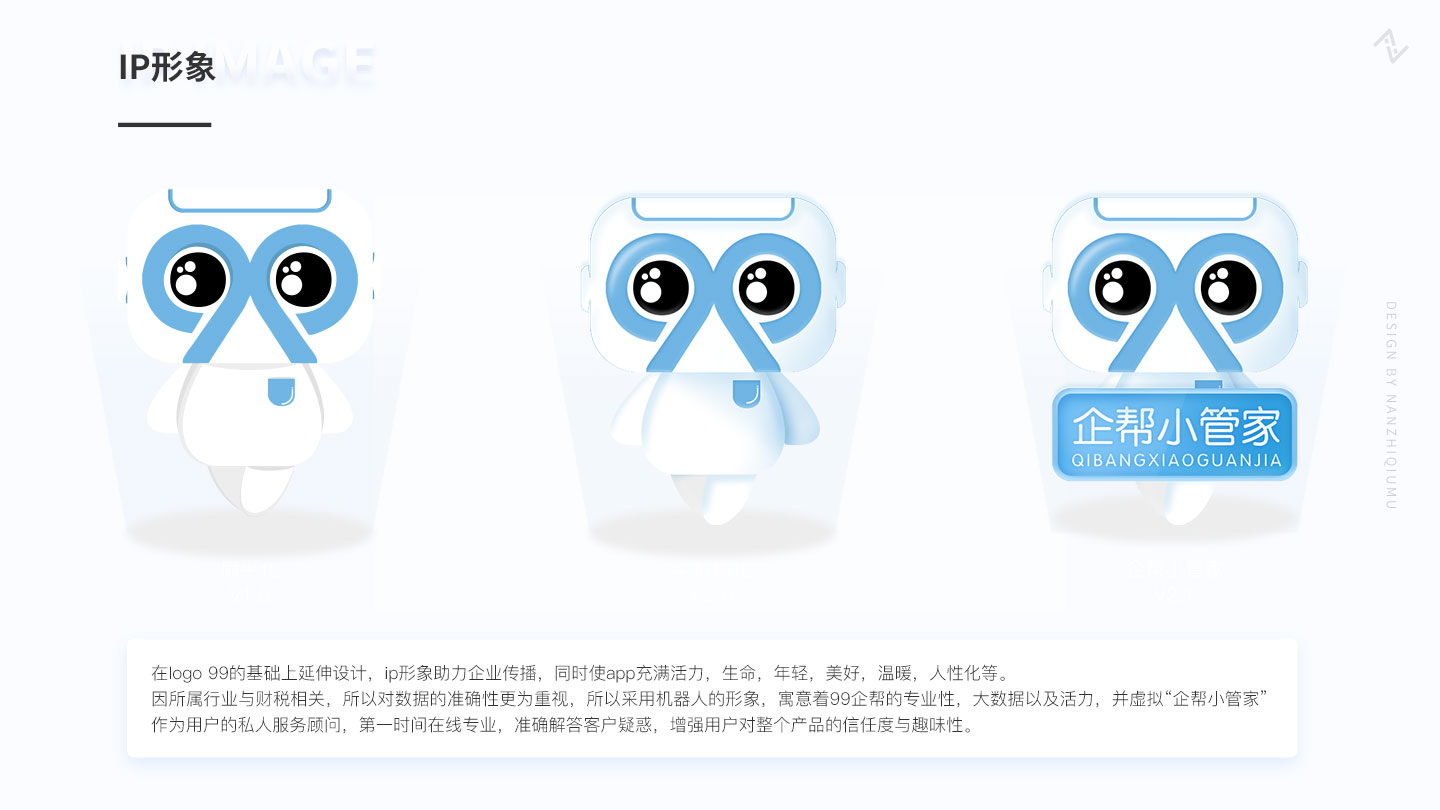 IP形象
IP IMAGE
企帮小管家
QIBANGXIAOGUANJIA
DESIGN BY NANZHIQIUMU
在logo 99的基础上延伸设计，ip形象助力企业传播，同时使app充满活力，生命，年轻，美好，温暖，人性化等。
因所属行业与财税相关，所以对数据的准确性更为重视，所以采用机器人的形象，寓意着99企帮的专业性，大数据以及活力，并虚拟“企帮小管家”
作为用户的私人服务顾问，第一时间在线专业，准确解答客户疑惑，增强用户对整个产品的信任度与趣味性。